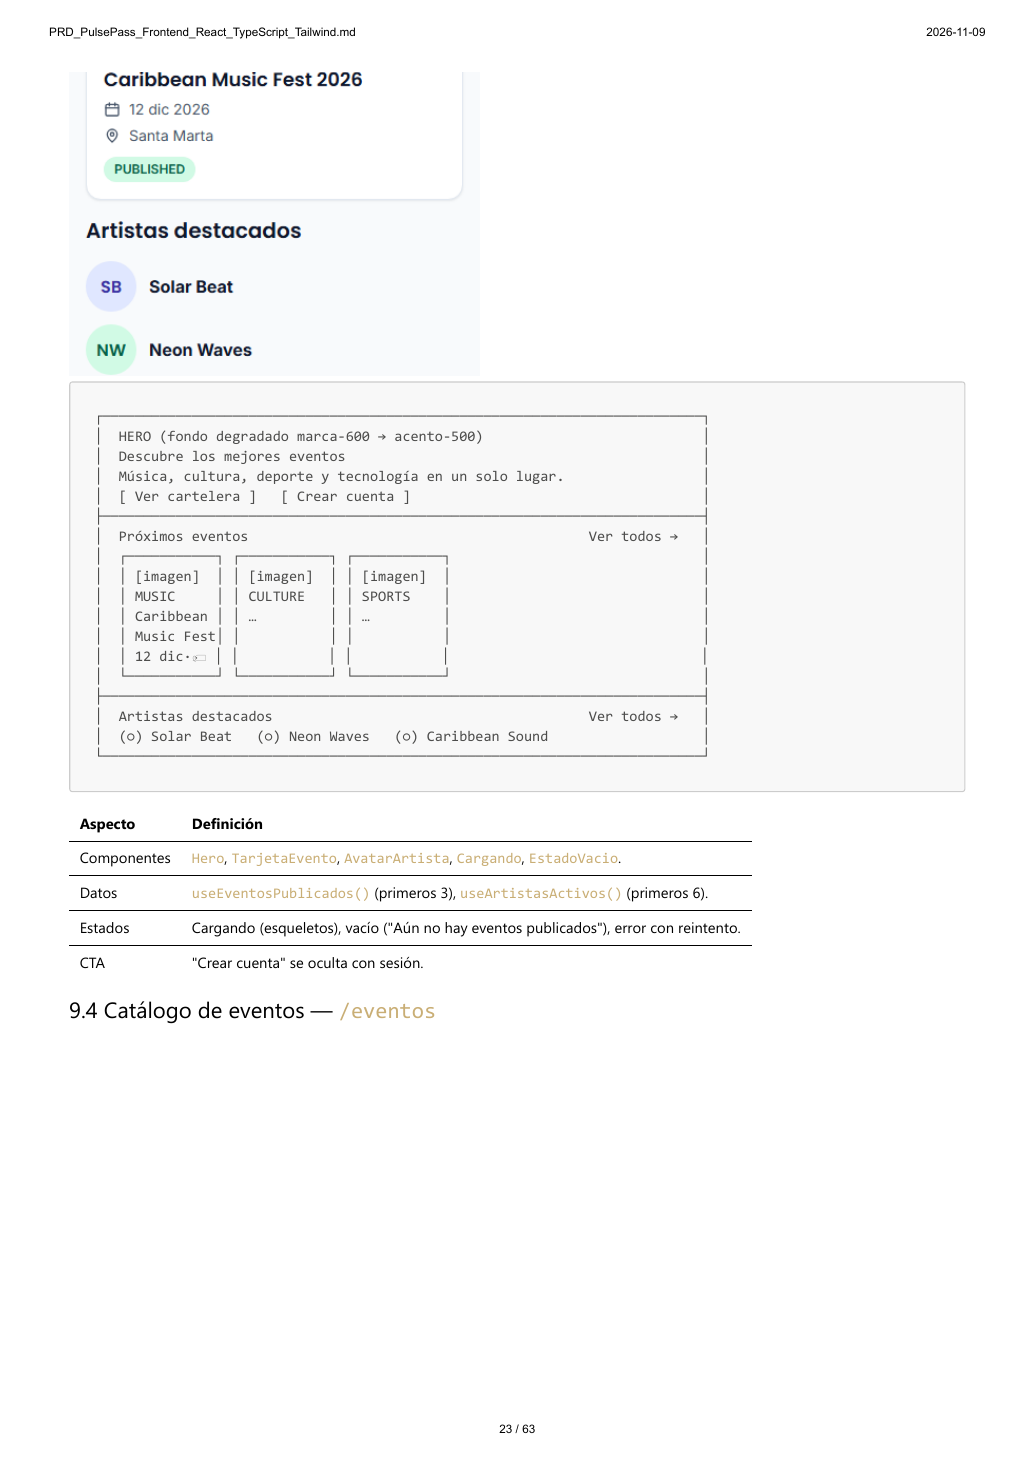 PRD_PulsePass_Frontend_React_TypeScript_Tailwind.md
2026-11-09
Caribbean Music Fest 2026
12 dic 2026
Santa Marta
PUBLISHED
Artistas destacados
SB Solar Beat
NW Neon Waves
HERO (fondo degradado marca-600 → acento-500)
Descubre los mejores eventos
Música, cultura, deporte y tecnología en un solo lugar.
[ Ver cartelera ] [ Crear cuenta ]
Próximos eventos Ver todos →
[imagen] [imagen] [imagen]
MUSIC CULTURE SPORTS
Caribbean … …
Music Fest
12 dic·
Artistas destacados Ver todos →
(○) Solar Beat (○) Neon Waves (○) Caribbean Sound
Aspecto Definición
Componentes Hero, TarjetaEvento, AvatarArtista, Cargando, EstadoVacio.
Datos useEventosPublicados() (primeros 3), useArtistasActivos() (primeros 6).
Estados Cargando (esqueletos), vacío ("Aún no hay eventos publicados"), error con reintento.
CTA "Crear cuenta" se oculta con sesión.
9.4 Catálogo de eventos — /eventos
23 / 63